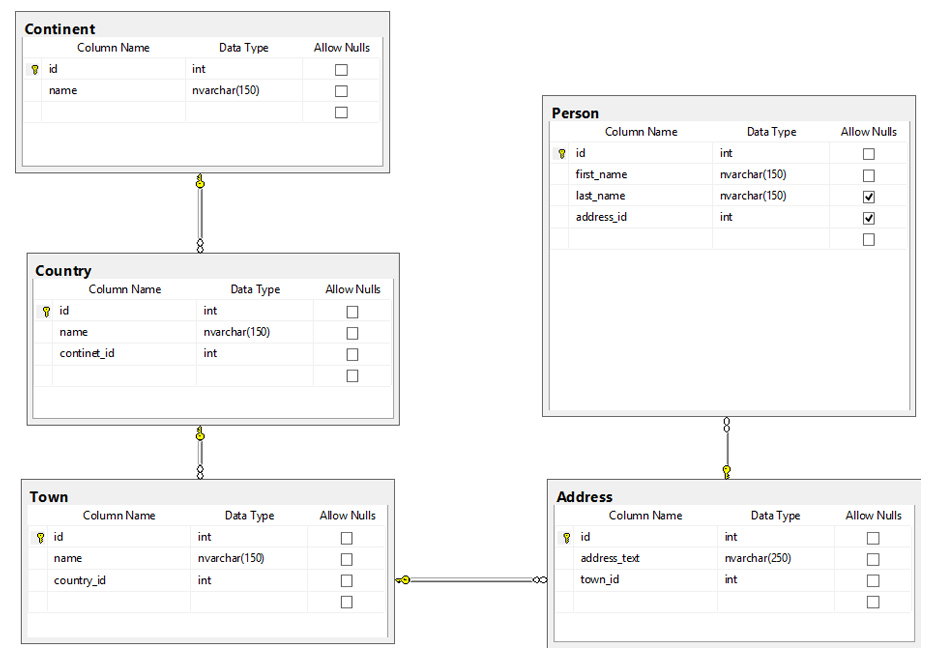 Continent
Column Name Data Type Allow Nulls
id int
name nvarchar(150)
Person
Column Name Data Type Allow Nulls
id int
first_name nvarchar(150)
last_name nvarchar(150)
address_id int
Country
Column Name Data Type Allow Nulls
id int
name nvarchar(150)
continet_id int
Town
Column Name Data Type Allow Nulls
id int
name nvarchar(150)
country_id int
Address
Column Name Data Type Allow Nulls
id int
address_text nvarchar(250)
town_id int